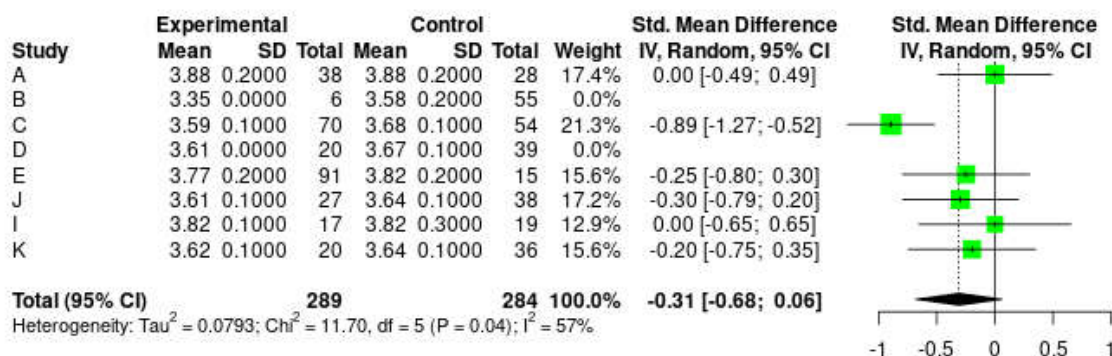 Experimental Control Std. Mean Difference Std. Mean Difference
Study Mean SD Total Mean SD Total Weight IV, Random, 95% CI IV, Random, 95% CI
A 3.88 0.2000 38 3.88 0.2000 28 17.4% 0.00 [-0.49; 0.49]
B 3.35 0.0000 6 3.58 0.2000 55 0.0%
C 3.59 0.1000 70 3.68 0.1000 54 21.3% -0.89 [-1.27; -0.52]
D 3.61 0.0000 20 3.67 0.1000 39 0.0%
E 3.77 0.2000 91 3.82 0.2000 15 15.6% -0.25 [-0.80; 0.30]
J 3.61 0.1000 27 3.64 0.1000 38 17.2% -0.30 [-0.79; 0.20]
I 3.82 0.1000 17 3.82 0.3000 19 12.9% 0.00 [-0.65; 0.65]
K 3.62 0.1000 20 3.64 0.1000 36 15.6% -0.20 [-0.75; 0.35]
Total (95% CI) 289 284 100.0% -0.31 [-0.68; 0.06]
Heterogeneity: Tau² = 0.0793; Chi² = 11.70, df = 5 (P = 0.04); I² = 57%
-1 -0.5 0 0.5 1